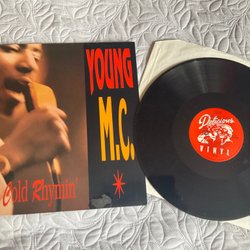 YOUNG
M.C.
Cold Rhymin'
Delicious
VINYL